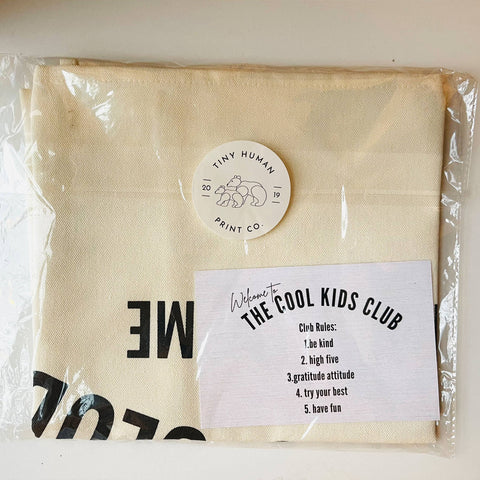 TINY HUMAN
20 19
PRINT CO.
Welcome to
THE COOL KIDS CLUB
Club Rules:
1.be kind
2. high five
3.gratitude attitude
4. try your best
5. have fun
ME